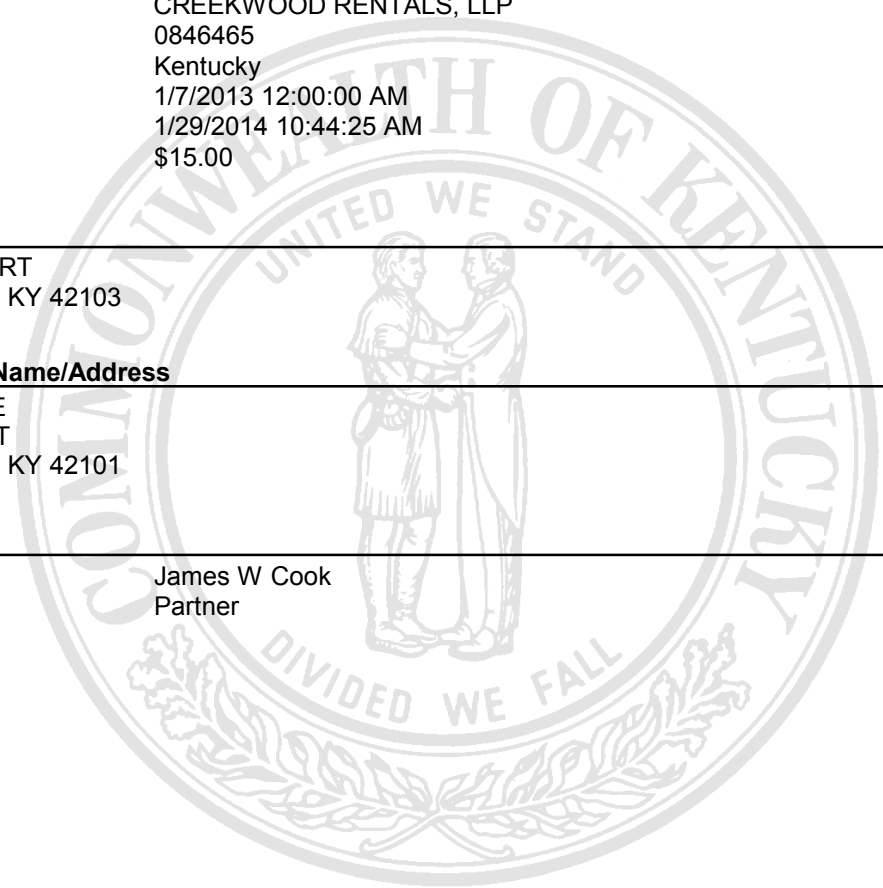 CREEKWOOD RENTALS, LLP
0846465
Kentucky
1/7/2013 12:00:00 AM
1/29/2014 10:44:25 AM
$15.00
RT
KY 42103
Name/Address
E
T
KY 42101
James W Cook
Partner
COMMONWEALTH OF KENTUCKY
UNITED WE STAND
DIVIDED WE FALL